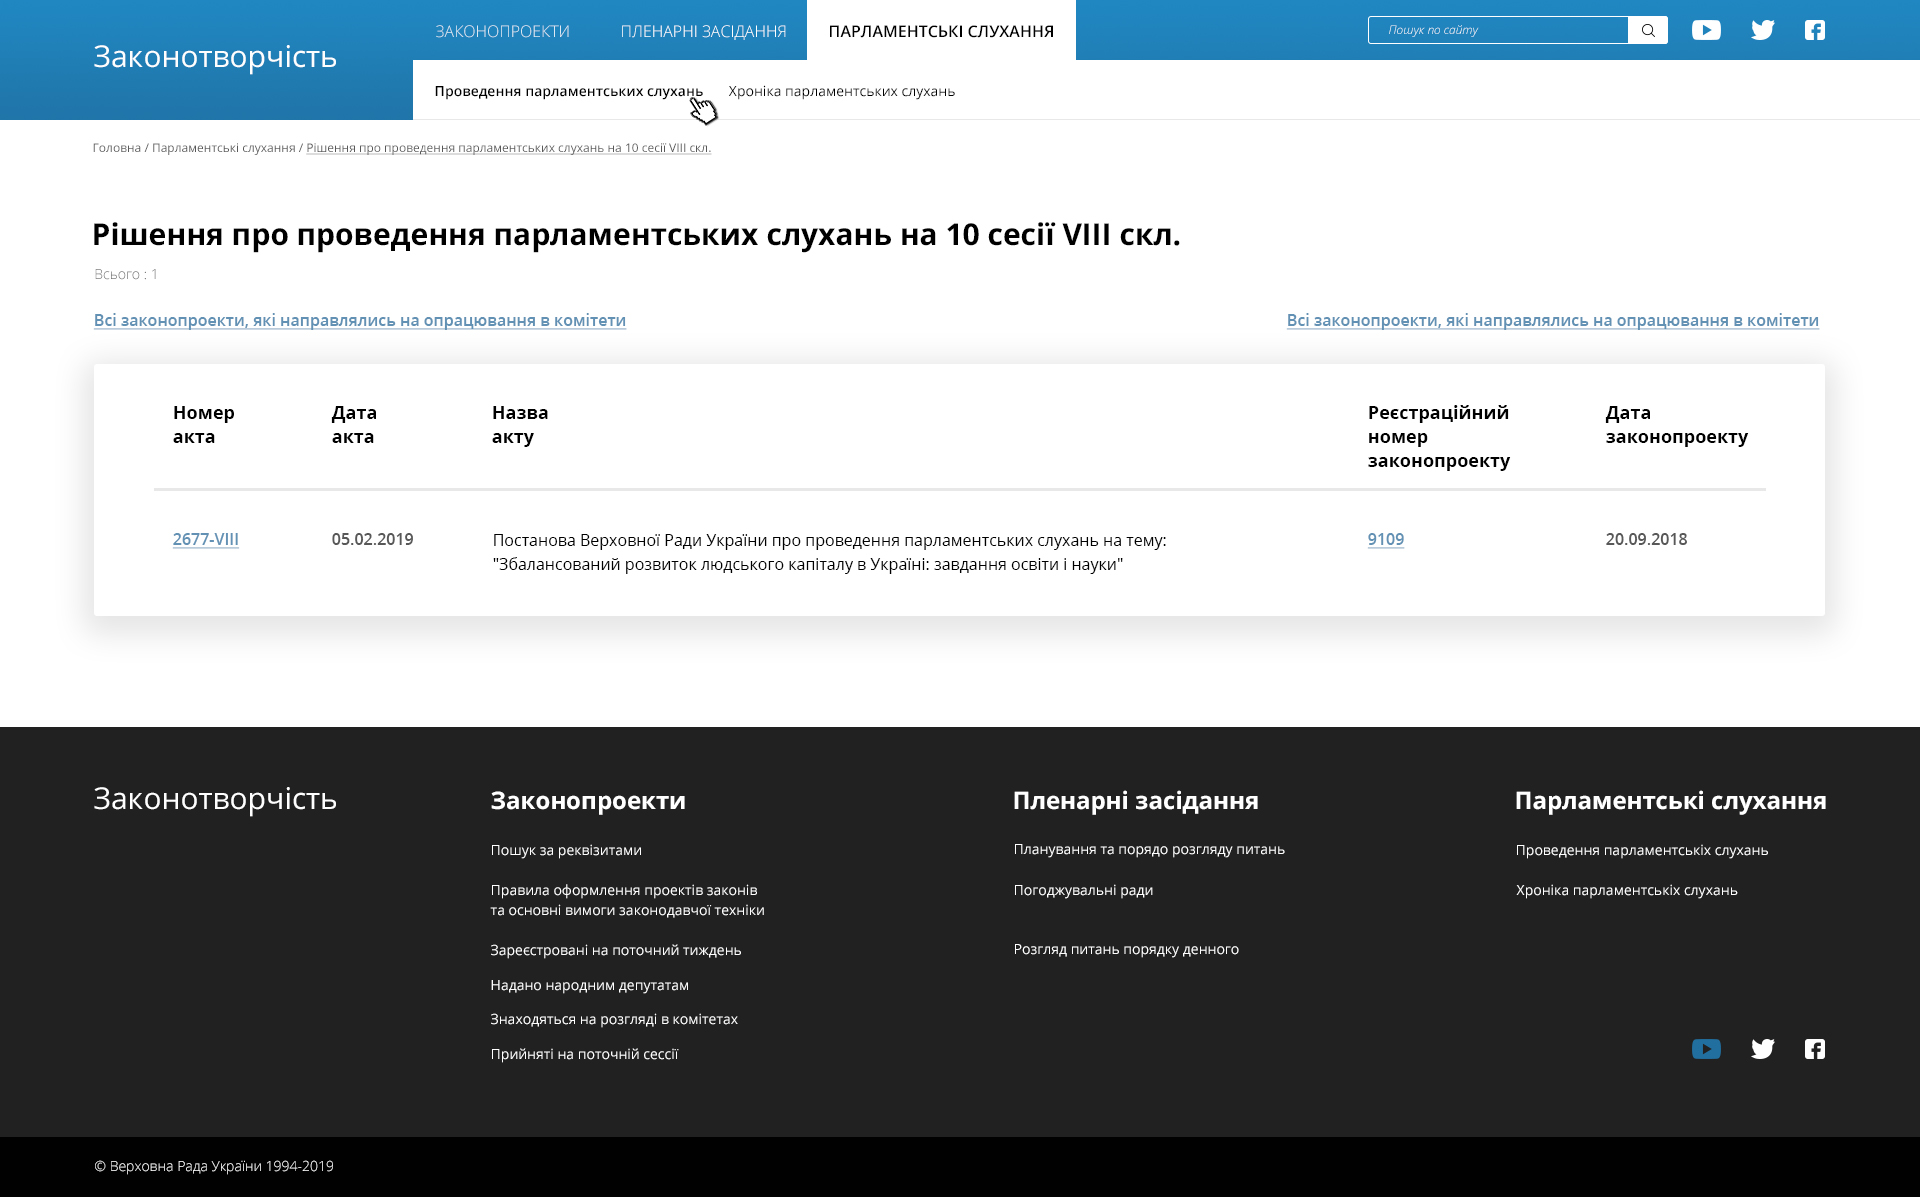 Законотворчість
ЗАКОНОПРОЕКТИ
ПЛЕНАРНІ ЗАСІДАННЯ
ПАРЛАМЕНТСЬКІ СЛУХАННЯ
Пошук по сайту
Проведення парламентських слухань
Хроніка парламентських слухань
Головна / Парламентські слухання / Рішення про проведення парламентських слухань на 10 сесії VIII скл.
Рішення про проведення парламентських слухань на 10 сесії VIII скл.
Всього : 1
Всі законопроекти, які направлялись на опрацювання в комітети
Всі законопроекти, які направлялись на опрацювання в комітети
Номер
акта
Дата
акта
Назва
акту
Реєстраційний
номер
законопроекту
Дата
законопроекту
2677-VIII
05.02.2019
Постанова Верховної Ради України про проведення парламентських слухань на тему:
"Збалансований розвиток людського капіталу в Україні: завдання освіти і науки"
9109
20.09.2018
Законотворчість
Законопроекти
Пошук за реквізитами
Правила оформлення проектів законів
та основні вимоги законодавчої техніки
Зареєстровані на поточний тиждень
Надано народним депутатам
Знаходяться на розгляді в комітетах
Прийняті на поточній сессії
Пленарні засідання
Планування та порядо розгляду питань
Погоджувальні ради
Розгляд питань порядку денного
Парламентські слухання
Проведення парламентськіх слухань
Хроніка парламентськіх слухань
© Верховна Рада України 1994-2019